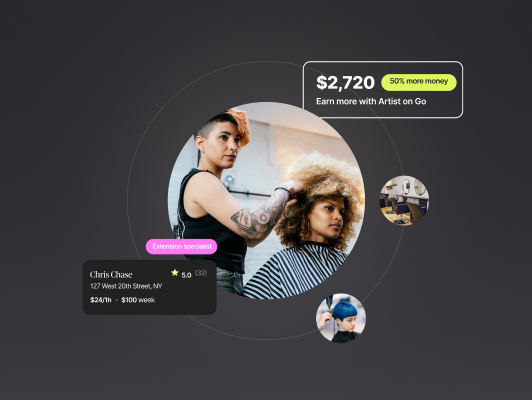 $2,720
50% more money
Earn more with Artist on Go
Extension specialist
Chris Chase
5.0 (32)
127 West 20th Street, NY
$24/1h · $100 week